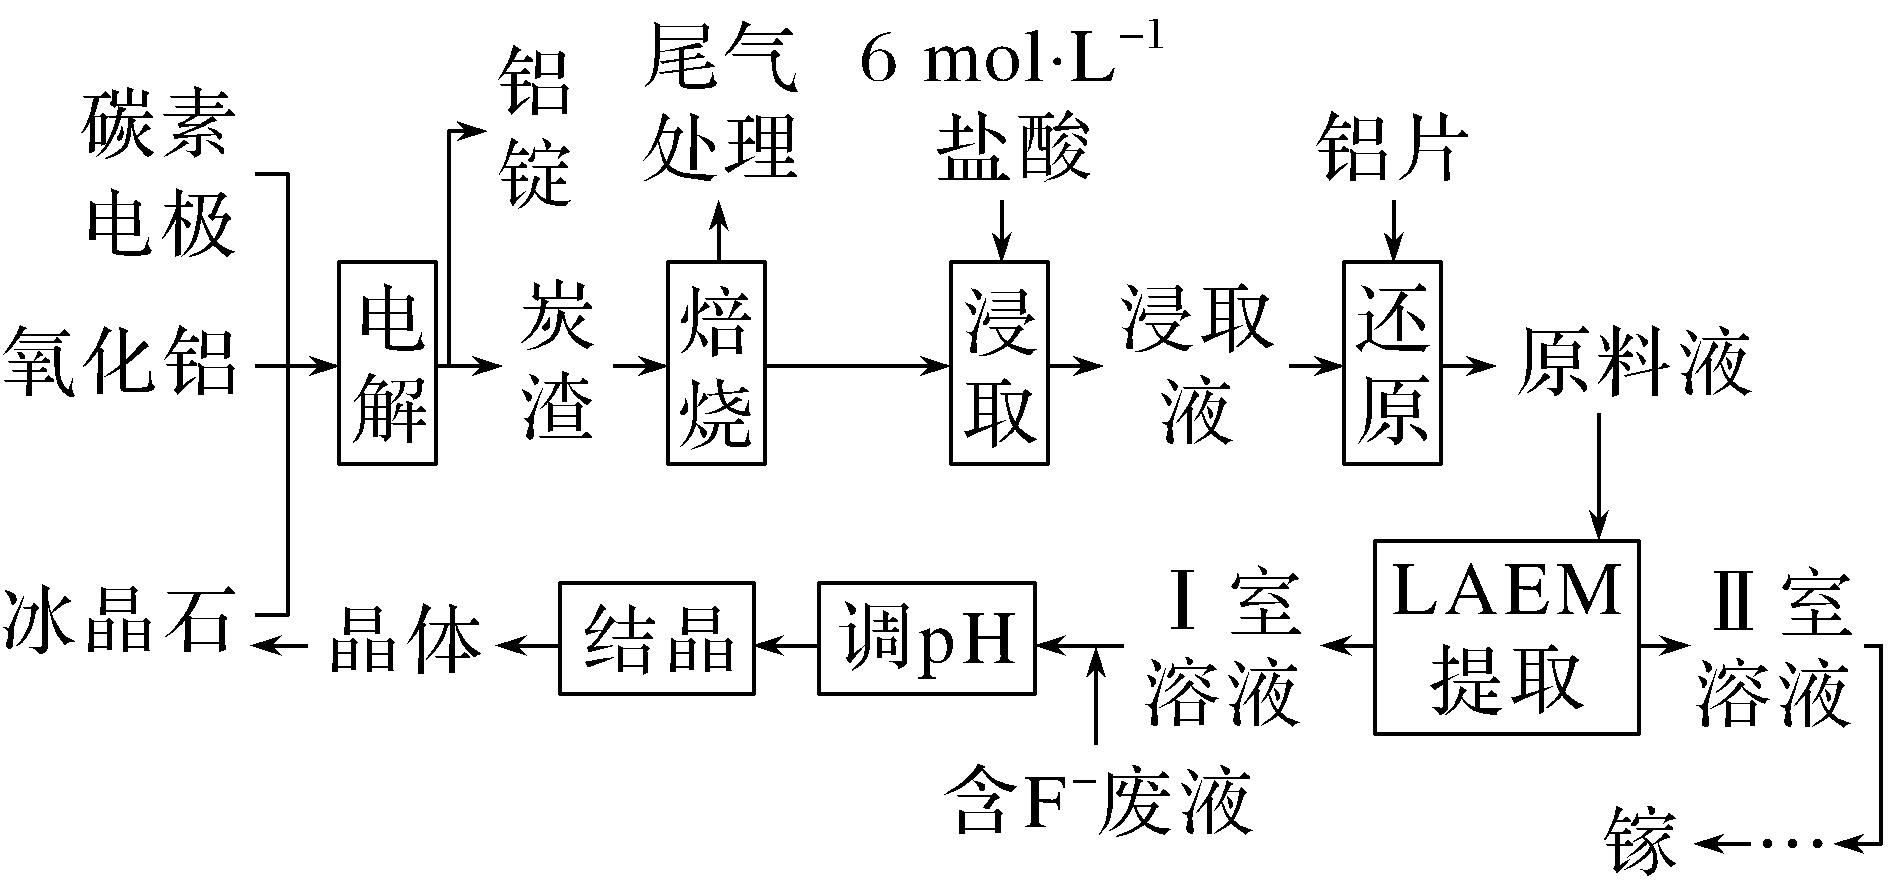 碳素
电极
氧化铝
冰晶石
电
解
铝
锭
炭
渣
尾气
处理
焙
烧
6 mol·L⁻¹
盐酸
浸
取
浸取
液
铝片
还
原
原料液
LAEM
提取
Ⅰ室
溶液
Ⅱ室
溶液
含F⁻废液
调pH
结晶
晶体
镓
···